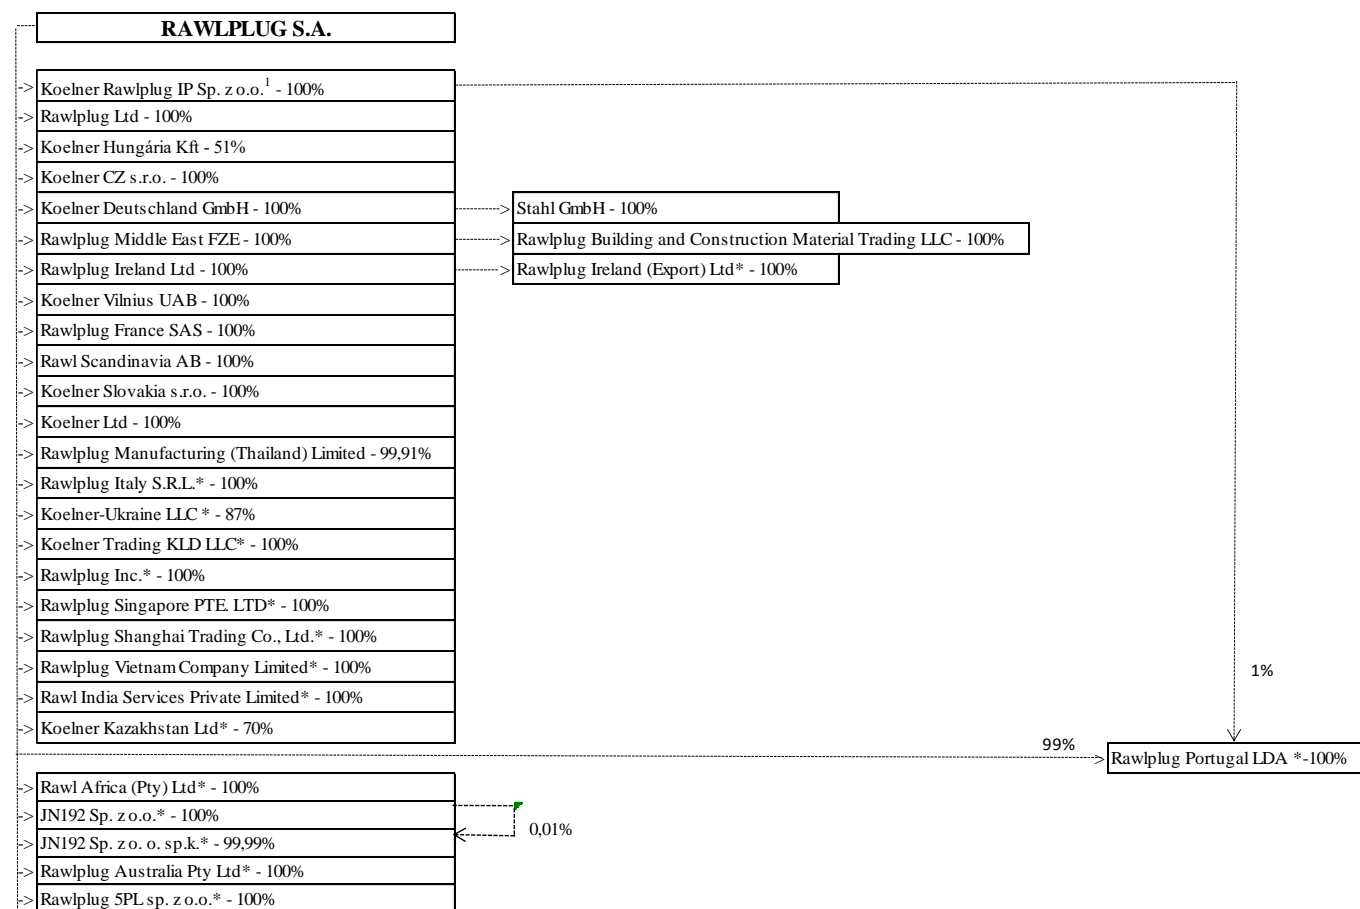 RAWLPLUG S.A.
-> Koelner Rawlplug IP Sp. z o.o.¹ - 100%
-> Rawlplug Ltd - 100%
-> Koelner Hungária Kft - 51%
-> Koelner CZ s.r.o. - 100%
-> Koelner Deutschland GmbH - 100% -> Stahl GmbH - 100%
-> Rawlplug Middle East FZE - 100% -> Rawlplug Building and Construction Material Trading LLC - 100%
-> Rawlplug Ireland Ltd - 100% -> Rawlplug Ireland (Export) Ltd* - 100%
-> Koelner Vilnius UAB - 100%
-> Rawlplug France SAS - 100%
-> Rawl Scandinavia AB - 100%
-> Koelner Slovakia s.r.o. - 100%
-> Koelner Ltd - 100%
-> Rawlplug Manufacturing (Thailand) Limited - 99,91%
-> Rawlplug Italy S.R.L.* - 100%
-> Koelner-Ukraine LLC * - 87%
-> Koelner Trading KLD LLC* - 100%
-> Rawlplug Inc.* - 100%
-> Rawlplug Singapore PTE. LTD* - 100%
-> Rawlplug Shanghai Trading Co., Ltd.* - 100%
-> Rawlplug Vietnam Company Limited* - 100%
1%
-> Rawl India Services Private Limited* - 100%
-> Koelner Kazakhstan Ltd* - 70%
99%
> Rawlplug Portugal LDA *-100%
-> Rawl Africa (Pty) Ltd* - 100%
-> JN192 Sp. z o.o.* - 100%
0,01%
-> JN192 Sp. z o. o. sp.k.* - 99,99%
-> Rawlplug Australia Pty Ltd* - 100%
-> Rawlplug 5PL sp. z o.o.* - 100%